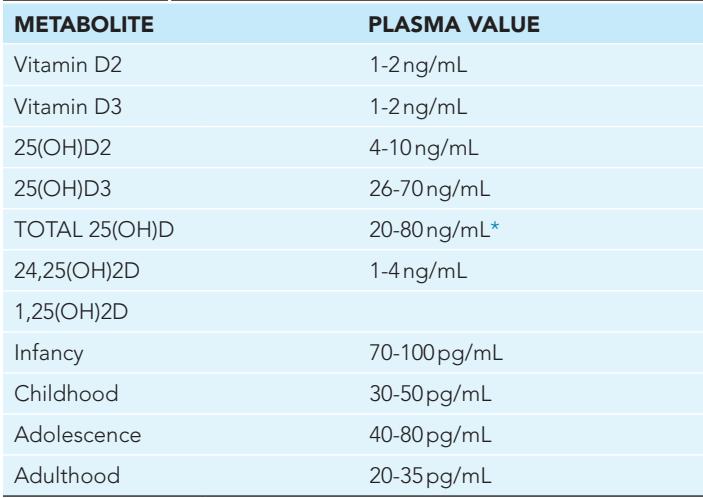 METABOLITE PLASMA VALUE
Vitamin D2 1-2 ng/mL
Vitamin D3 1-2 ng/mL
25(OH)D2 4-10 ng/mL
25(OH)D3 26-70 ng/mL
TOTAL 25(OH)D 20-80 ng/mL*
24,25(OH)2D 1-4 ng/mL
1,25(OH)2D
Infancy 70-100 pg/mL
Childhood 30-50 pg/mL
Adolescence 40-80 pg/mL
Adulthood 20-35 pg/mL